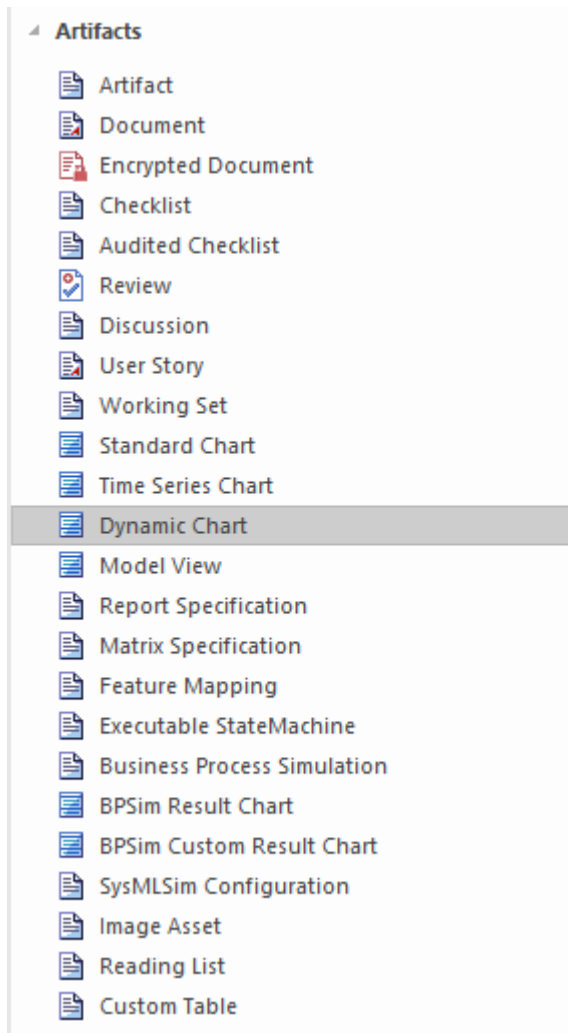 Artifacts
Artifact
Document
Encrypted Document
Checklist
Audited Checklist
Review
Discussion
User Story
Working Set
Standard Chart
Time Series Chart
Dynamic Chart
Model View
Report Specification
Matrix Specification
Feature Mapping
Executable StateMachine
Business Process Simulation
BPSim Result Chart
BPSim Custom Result Chart
SysMLSim Configuration
Image Asset
Reading List
Custom Table